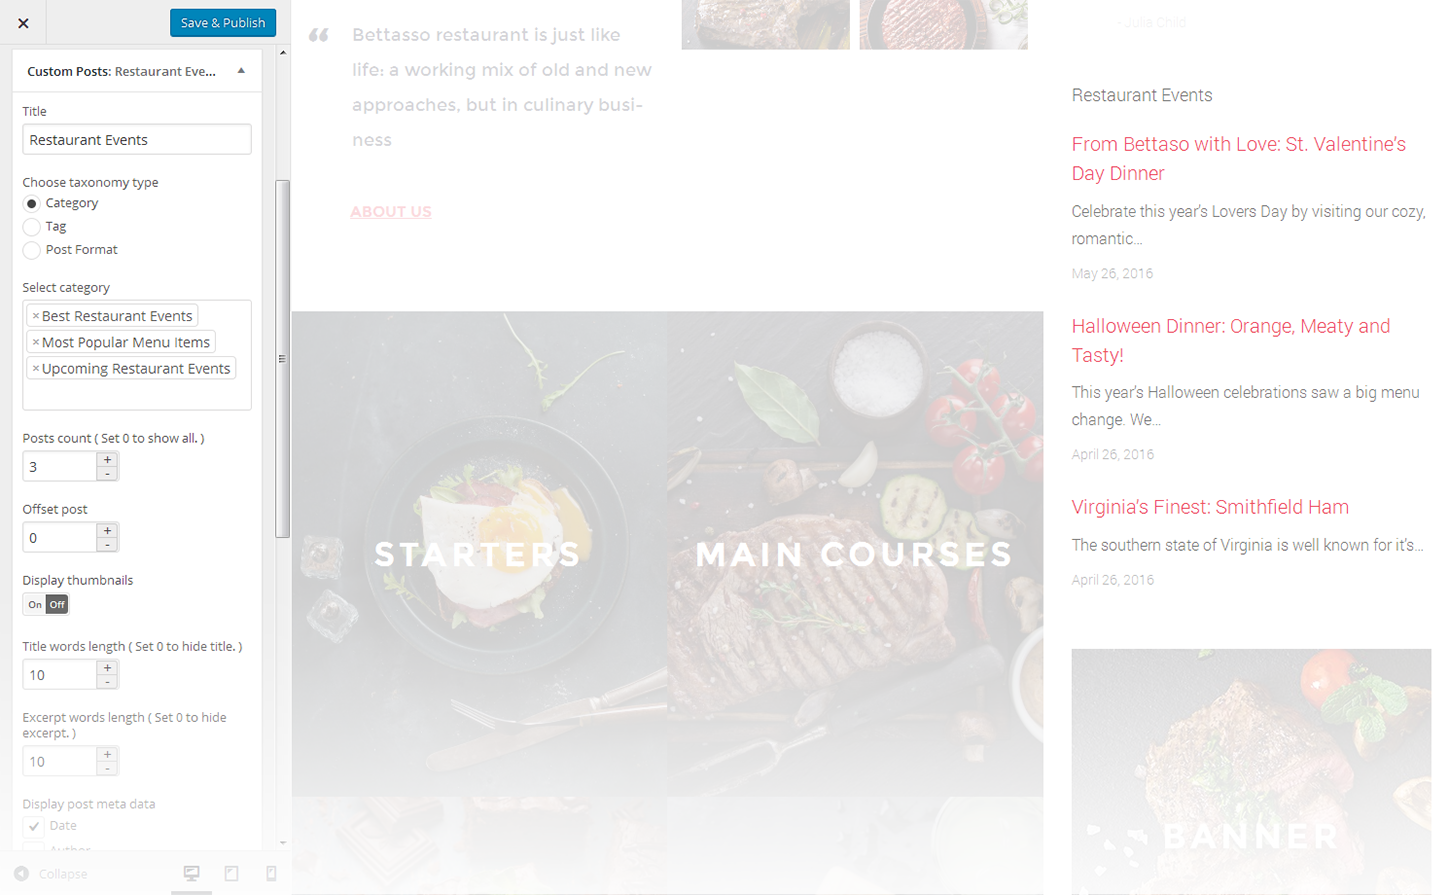 Save & Publish
Custom Posts: Restaurant Eve...
Title
Restaurant Events
Choose taxonomy type
Category
Tag
Post Format
Select category
×Best Restaurant Events
×Most Popular Menu Items
×Upcoming Restaurant Events
Posts count ( Set 0 to show all. )
3
Offset post
0
Display thumbnails
On Off
Title words length ( Set 0 to hide title. )
10
Excerpt words length ( Set 0 to hide
excerpt. )
10
Display post meta data
Date
Author
Collapse
“ Bettasso restaurant is just like
life: a working mix of old and new
approaches, but in culinary busi-
ness
ABOUT US
STARTERS
MAIN COURSES
- Julia Child
Restaurant Events
From Bettaso with Love: St. Valentine’s
Day Dinner
Celebrate this year’s Lovers Day by visiting our cozy,
romantic…
May 26, 2016
Halloween Dinner: Orange, Meaty and
Tasty!
This year’s Halloween celebrations saw a big menu
change. We…
April 26, 2016
Virginia’s Finest: Smithfield Ham
The southern state of Virginia is well known for it’s…
April 26, 2016
BANNER